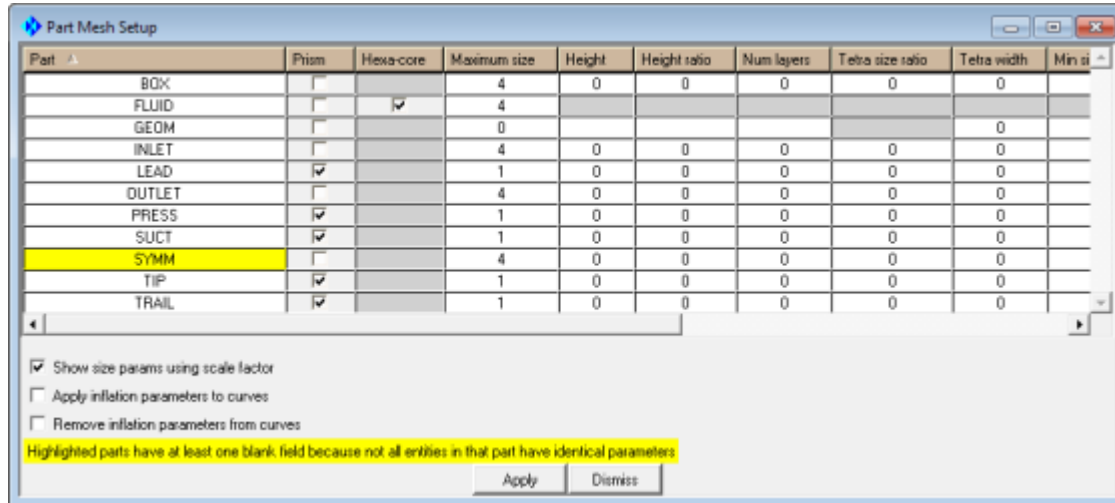 Part Mesh Setup
Part Prism Hexa-core Maximum size Height Height ratio Num layers Tetra size ratio Tetra width Min si
BOX 4 0 0 0 0 0
FLUID 4
GEOM 0 0
INLET 4 0 0 0 0 0
LEAD 1 0 0 0 0 0
OUTLET 4 0 0 0 0 0
PRESS 1 0 0 0 0 0
SUCT 1 0 0 0 0 0
SYMM 4 0 0 0 0 0
TIP 1 0 0 0 0 0
TRAIL 1 0 0 0 0 0
Show size params using scale factor
Apply inflation parameters to curves
Remove inflation parameters from curves
Highlighted parts have at least one blank field because not all entities in that part have identical parameters
Apply Dismiss